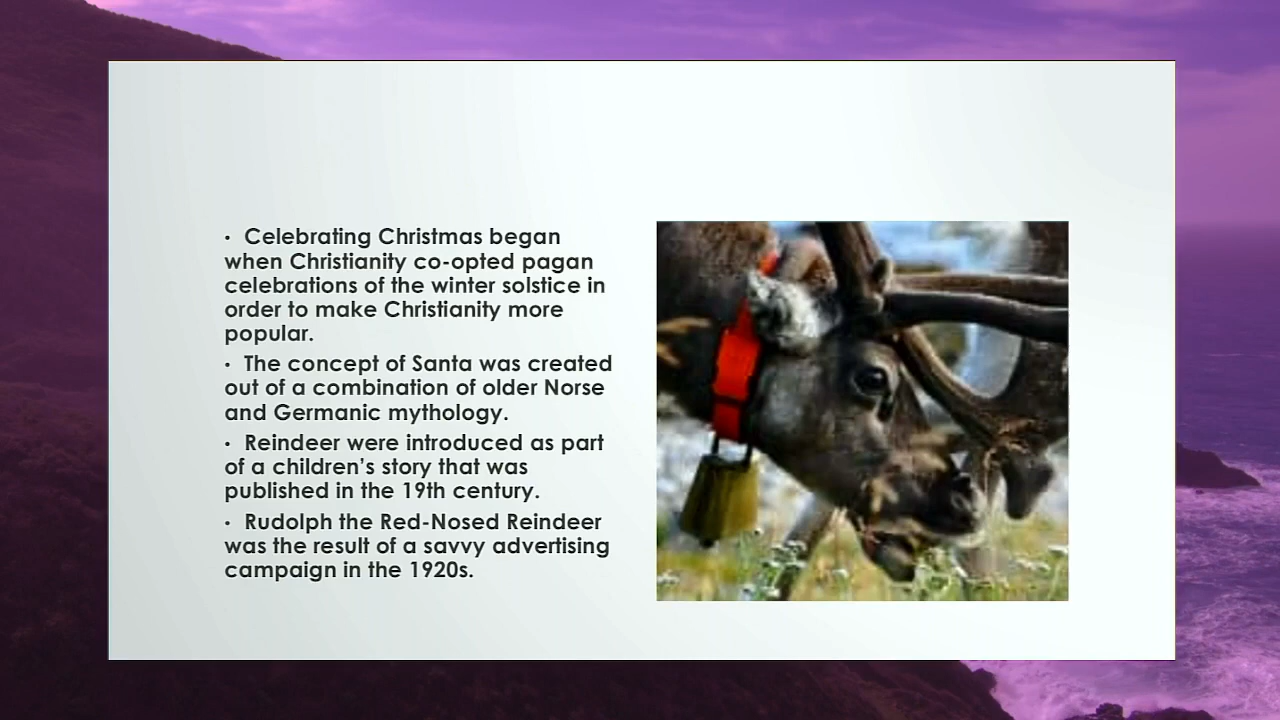 • Celebrating Christmas began
when Christianity co-opted pagan
celebrations of the winter solstice in
order to make Christianity more
popular.
• The concept of Santa was created
out of a combination of older Norse
and Germanic mythology.
• Reindeer were introduced as part
of a children's story that was
published in the 19th century.
• Rudolph the Red-Nosed Reindeer
was the result of a savvy advertising
campaign in the 1920s.